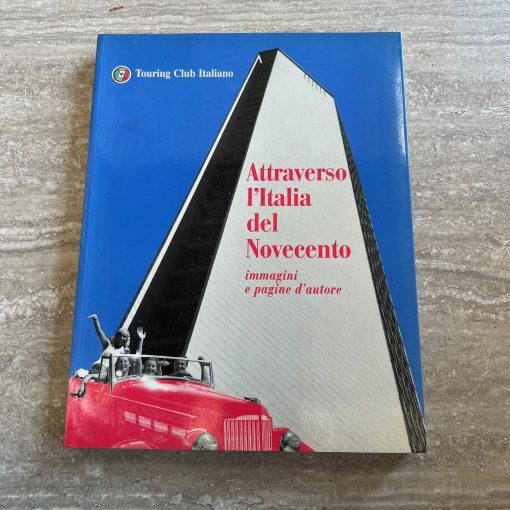 Touring Club Italiano
Attraverso
l'Italia
del
Novecento
immagini
e pagine d'autore